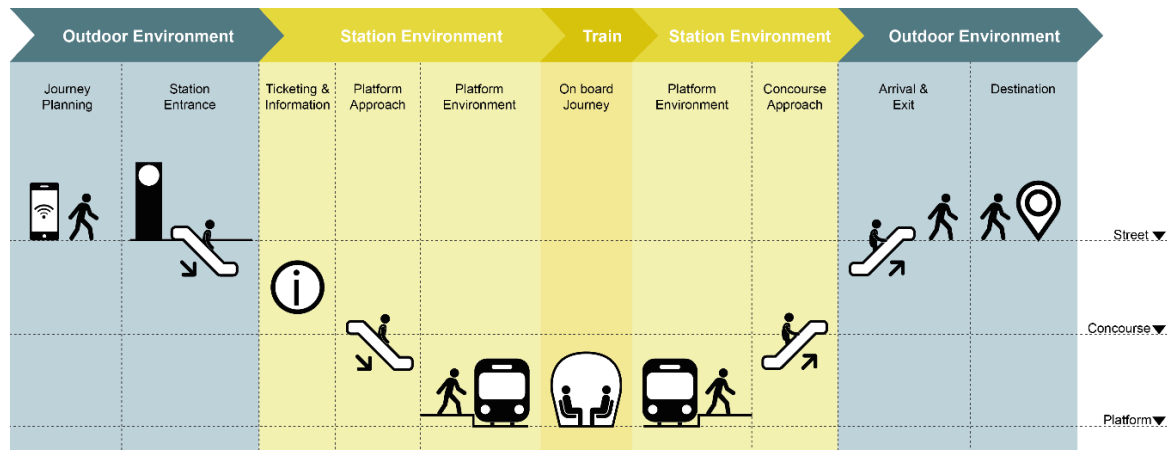 Outdoor Environment
Station Environment
Train
Station Environment
Outdoor Environment
Journey
Planning
Station
Entrance
Ticketing &
Information
Platform
Approach
Platform
Environment
On board
Journey
Platform
Environment
Concourse
Approach
Arrival &
Exit
Destination
Street
Concourse
Platform